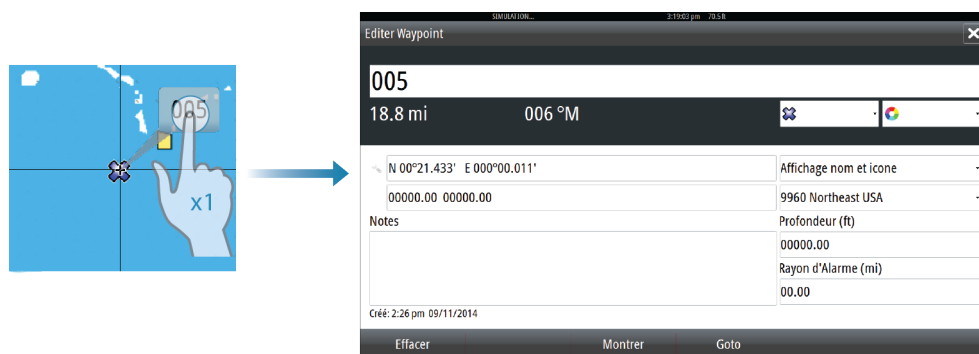 SIMULATION... 3:19:03 pm 70.5 ft
Editer Waypoint
005
005
x1
18.8 mi 006 °M
N 00°21.433' E 000°00.011' Affichage nom et icone
00000.00 00000.00 9960 Northeast USA
Notes Profondeur (ft)
00000.00
Rayon d'Alarme (mi)
00.00
Créé: 2:26 pm 09/11/2014
Effacer Montrer Goto